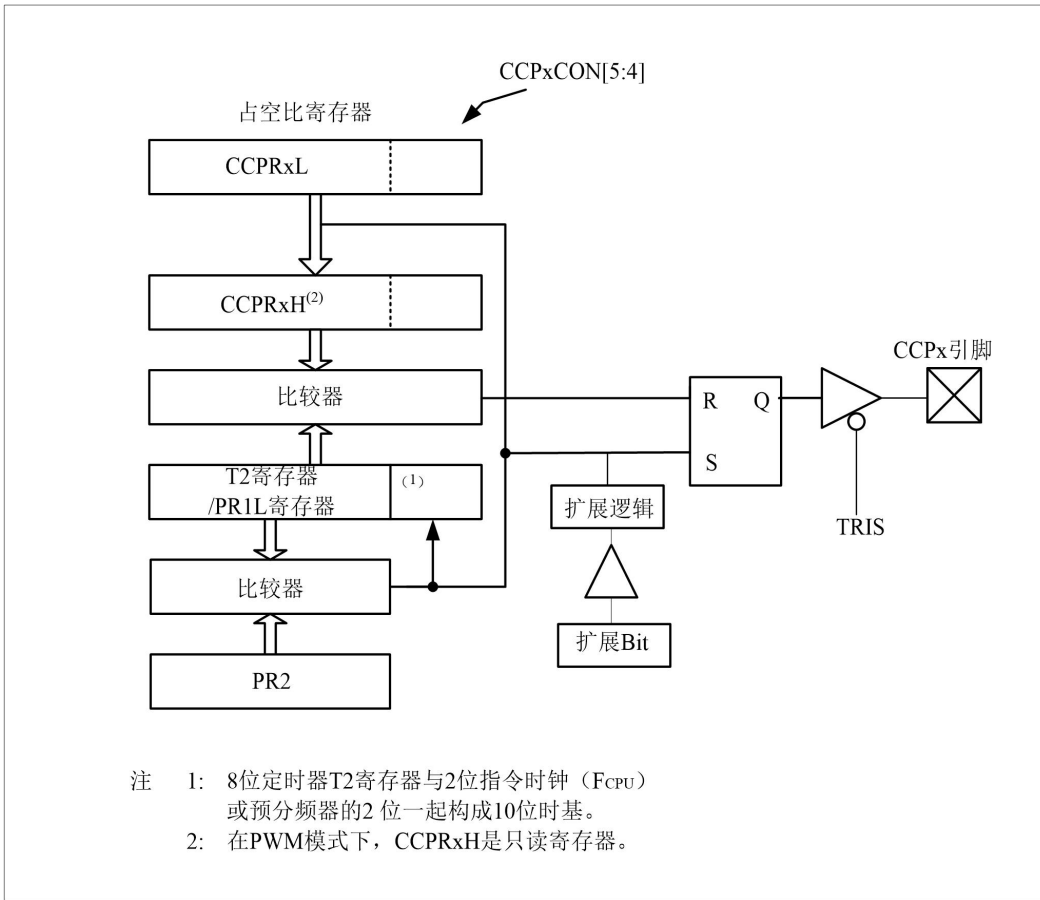 CCPxCON[5:4]
占空比寄存器
CCPRxL
CCPRxH(2)
CCPx引脚
比较器
R Q
S
T2寄存器
/PR1L寄存器
(1)
扩展逻辑
TRIS
比较器
扩展Bit
PR2
注 1: 8位定时器T2寄存器与2位指令时钟（FCPU）
或预分频器的2 位一起构成10位时基。
2: 在PWM模式下，CCPRxH是只读寄存器。